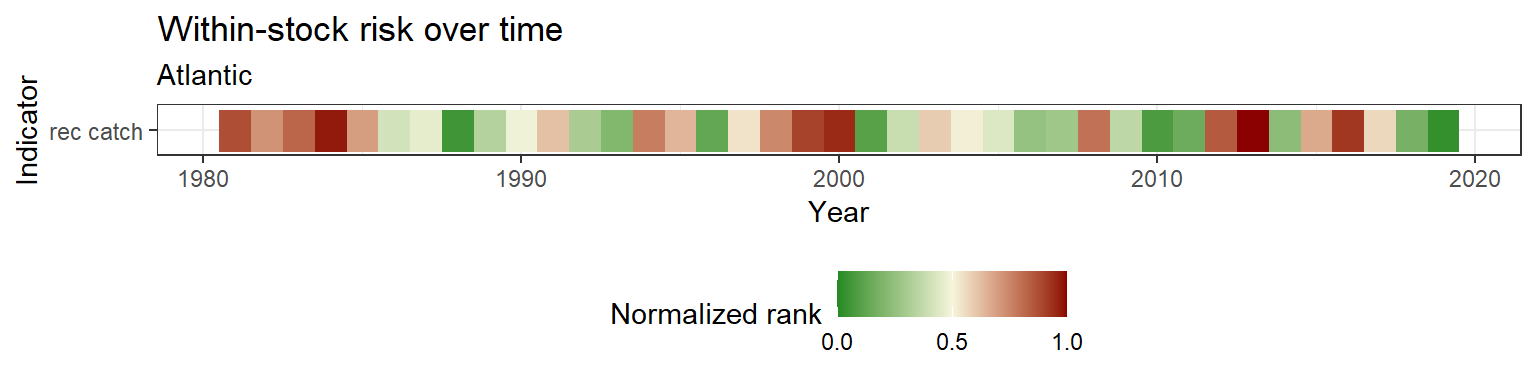 Within-stock risk over time
Atlantic
Indicator
rec catch
1980 1990 2000 2010 2020
Year
Normalized rank
0.0 0.5 1.0